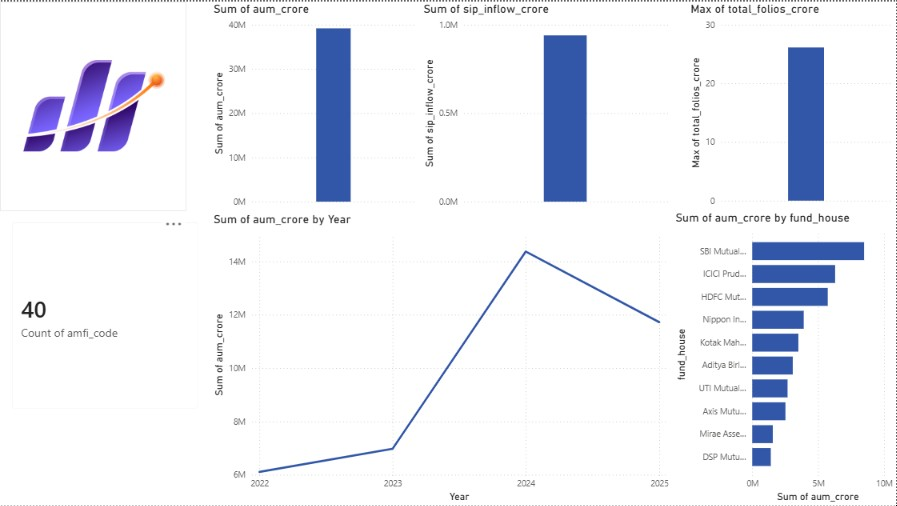 Sum of aum_crore
40M
30M
20M
10M
0M
Sum of aum_crore
Sum of sip_inflow_crore
1.0M
0.5M
0.0M
Sum of sip_inflow_crore
Max of total_folios_crore
30
20
10
0
Max of total_folios_crore
40
Count of amfi_code
Sum of aum_crore by Year
14M
12M
10M
8M
6M
Sum of aum_crore
2022 2023 2024 2025
Year
Sum of aum_crore by fund_house
SBI Mutual...
ICICI Prud...
HDFC Mut...
Nippon In...
Kotak Mah...
Aditya Birl...
UTI Mutual...
Axis Mutu...
Mirae Asse...
DSP Mutu...
fund_house
0M 5M 10M
Sum of aum_crore